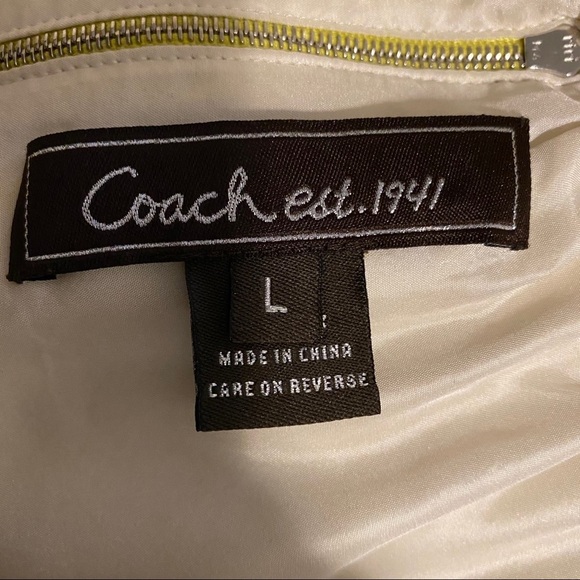 Coach est. 1941
L
MADE IN CHINA
CARE ON REVERSE